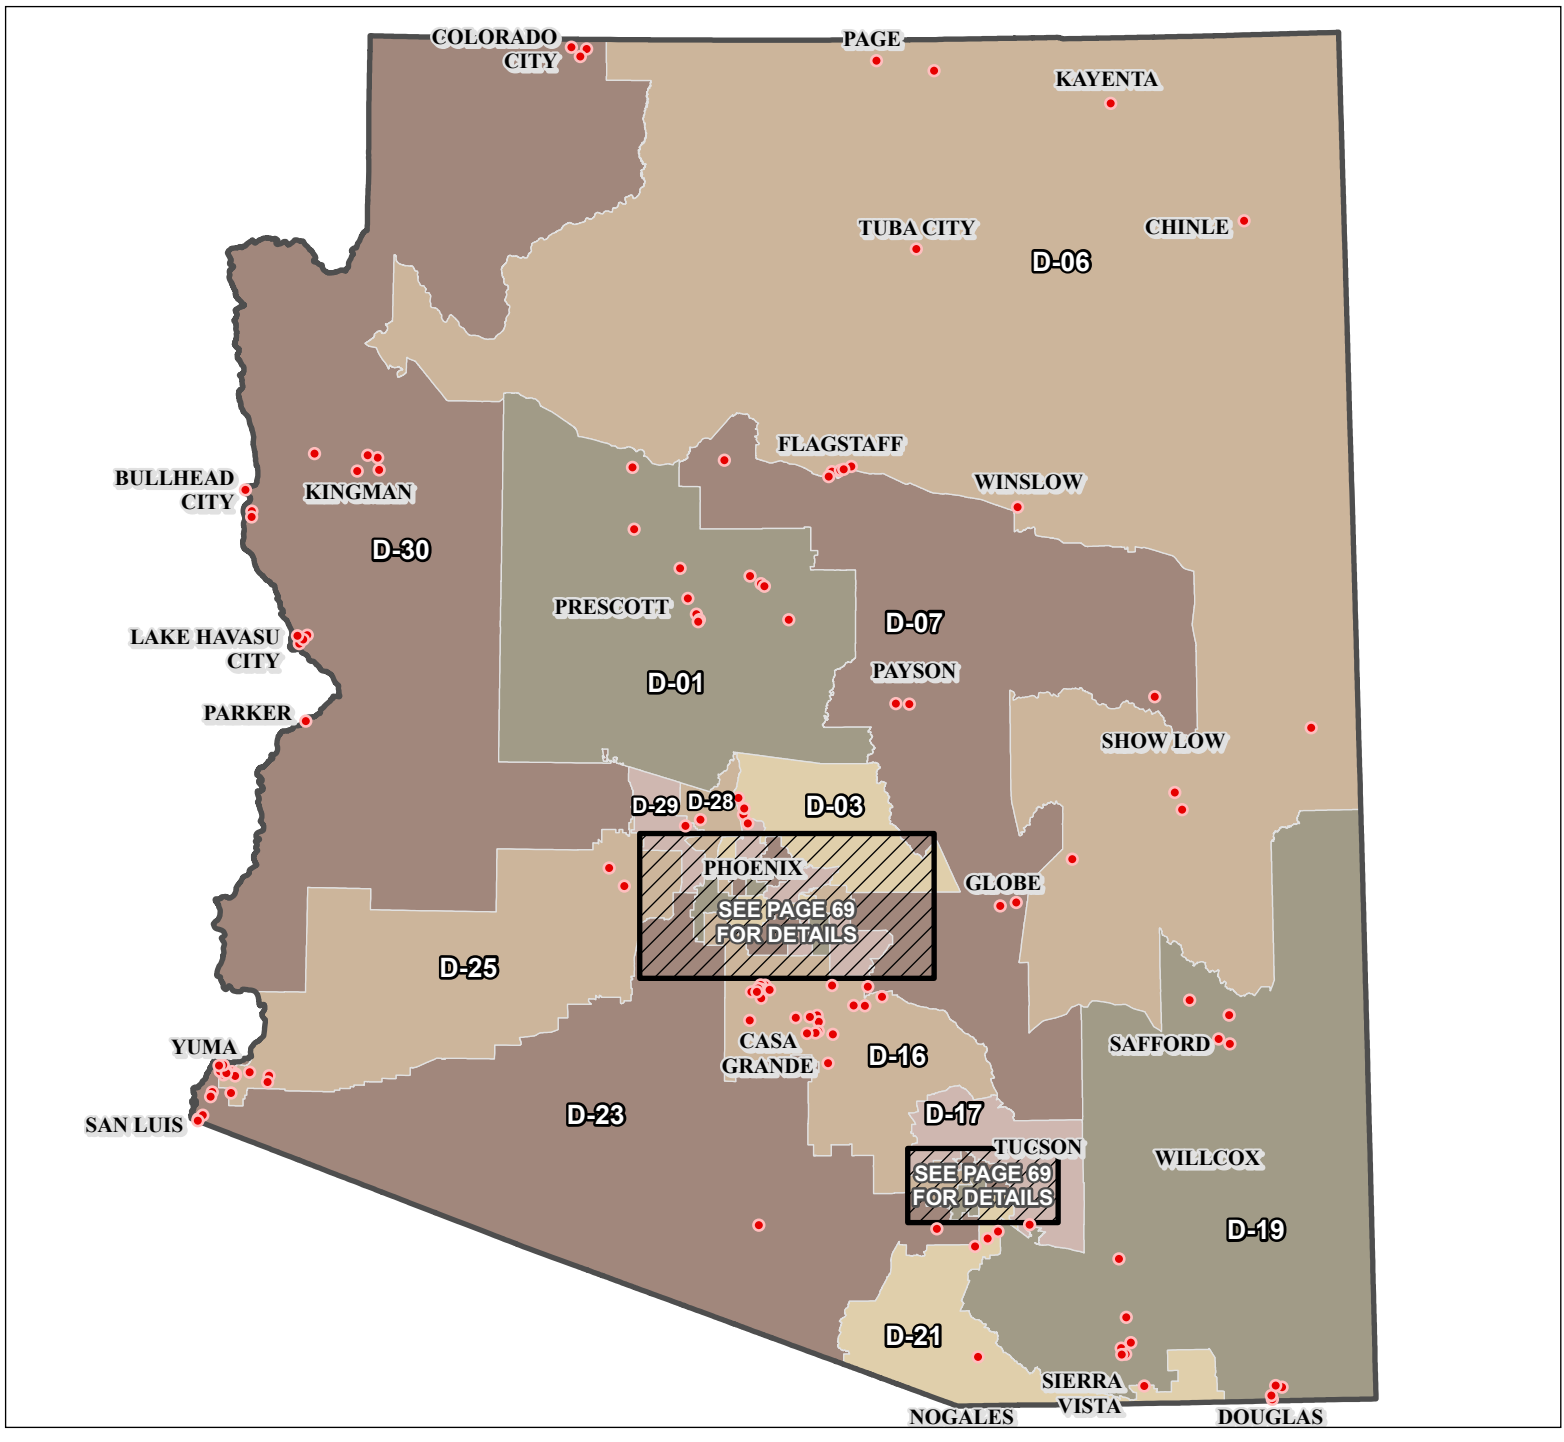 COLORADO
CITY
PAGE
KAYENTA
TUBA CITY
CHINLE
D-06
FLAGSTAFF
WINSLOW
BULLHEAD
CITY
KINGMAN
D-30
PRESCOTT
D-07
LAKE HAVASU
CITY
D-01
PAYSON
PARKER
SHOW LOW
D-29
D-28
D-03
PHOENIX
GLOBE
SEE PAGE 69
FOR DETAILS
D-25
YUMA
CASA
GRANDE
D-16
SAFFORD
SAN LUIS
D-23
D-17
TUCSON
WILLCOX
SEE PAGE 69
FOR DETAILS
D-19
D-21
SIERRA
VISTA
NOGALES
DOUGLAS